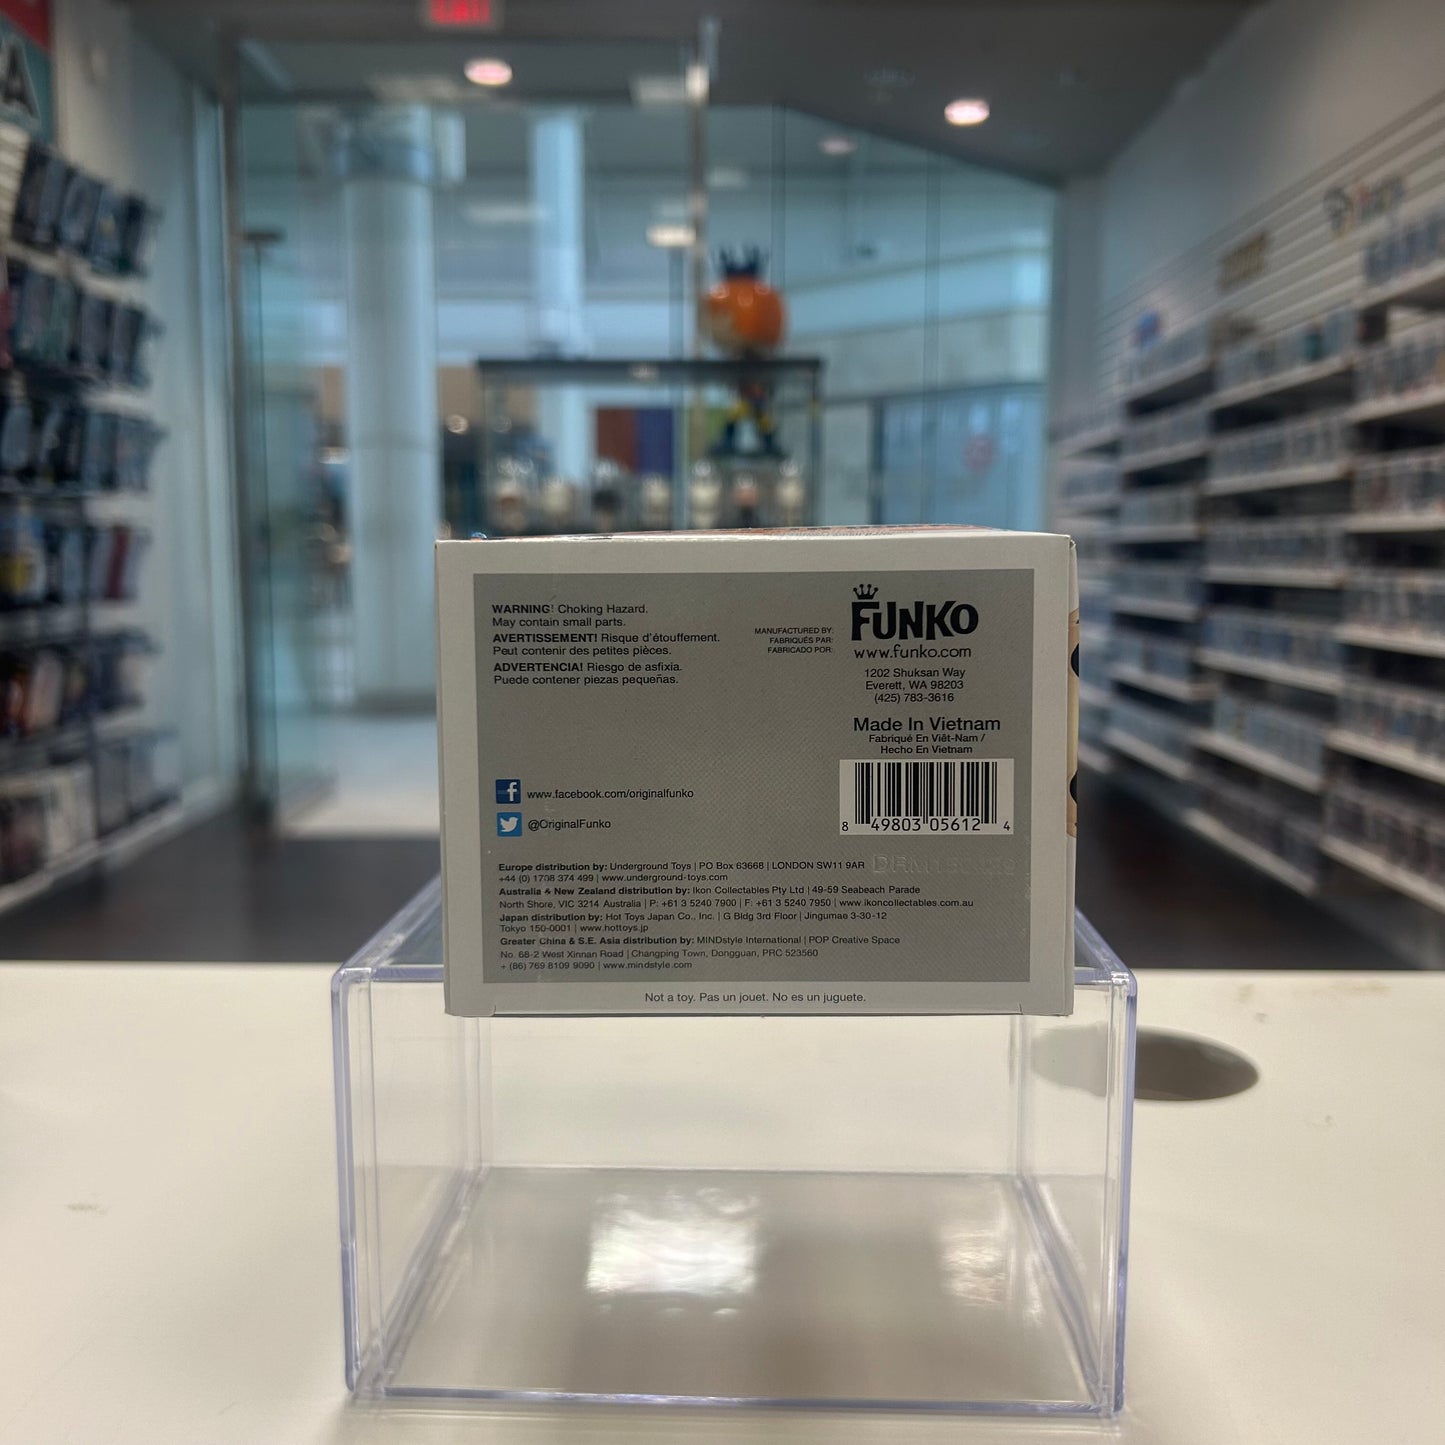 EXIT
WARNING! Choking Hazard.
May contain small parts.
AVERTISSEMENT! Risque d'étouffement.
Peut contenir des petites pièces.
ADVERTENCIA! Riesgo de asfixia.
Puede contener piezas pequeñas.
MANUFACTURED BY:
FABRIQUÉS PAR:
FABRICADO POR:
FUNKO
www.funko.com
1202 Shuksan Way
Everett, WA 98203
(425) 783-3616
Made In Vietnam
Fabriqué En Viêt-Nam /
Hecho En Vietnam
8 49803 05612 4
www.facebook.com/originalfunko
@OriginalFunko
Europe distribution by: Underground Toys | PO Box 63668 | LONDON SW11 9AR
+44 (0) 1708 374 499 | www.underground-toys.com
Australia & New Zealand distribution by: Ikon Collectables Pty Ltd | 49-59 Seabeach Parade
North Shore, VIC 3214 Australia | P: +61 3 5240 7900 | F: +61 3 5240 7950 | www.ikoncollectables.com.au
Japan distribution by: Hot Toys Japan Co., Inc. | G Bldg 3rd Floor | Jingumae 3-30-12
Tokyo 150-0001 | www.hottoys.jp
Greater China & S.E. Asia distribution by: MINDstyle International | POP Creative Space
No. 68-2 West Xinnan Road | Changping Town, Dongguan, PRC 523560
+ (86) 769 8109 9090 | www.mindstyle.com
Not a toy. Pas un jouet. No es un juguete.